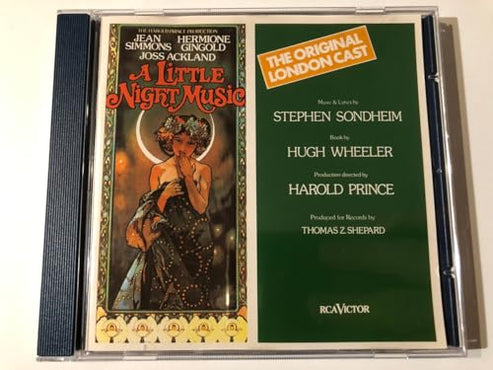 THE HAROLD PRINCE PRODUCTION
JEAN SIMMONS
HERMIONE GINGOLD
JOSS ACKLAND
A LITTLE
NIGHT MUSIC
THE ORIGINAL
LONDON CAST
Music & Lyrics by
STEPHEN SONDHEIM
Book by
HUGH WHEELER
Production directed by
HAROLD PRINCE
Produced for Records by
THOMAS Z. SHEPARD
RCA VICTOR